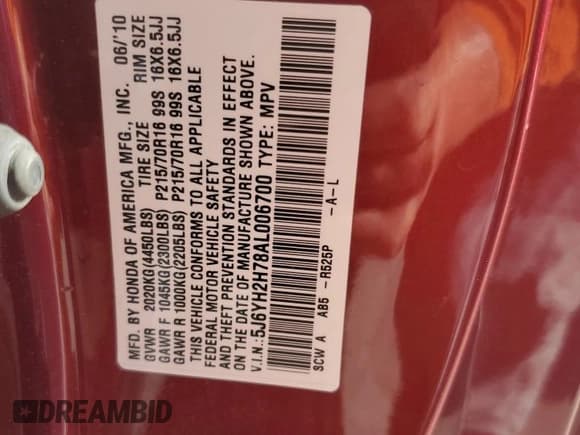 MFD. BY HONDA OF AMERICA MFG., INC. 06/'10
GVWR 2020KG(4450LBS) TIRE SIZE RIM SIZE
GAWR F 1045KG(2300LBS) P215/70R16 99S 16X6.5JJ
GAWR R 1000KG(2205LBS) P215/70R16 99S 16X6.5JJ
THIS VEHICLE CONFORMS TO ALL APPLICABLE
FEDERAL MOTOR VEHICLE SAFETY
AND THEFT PREVENTION STANDARDS IN EFFECT
ON THE DATE OF MANUFACTURE SHOWN ABOVE.
V.I.N.: 5J6YH2H78AL006700 TYPE: MPV
SCW A AB5 -R525P -A-L
DREAMBID